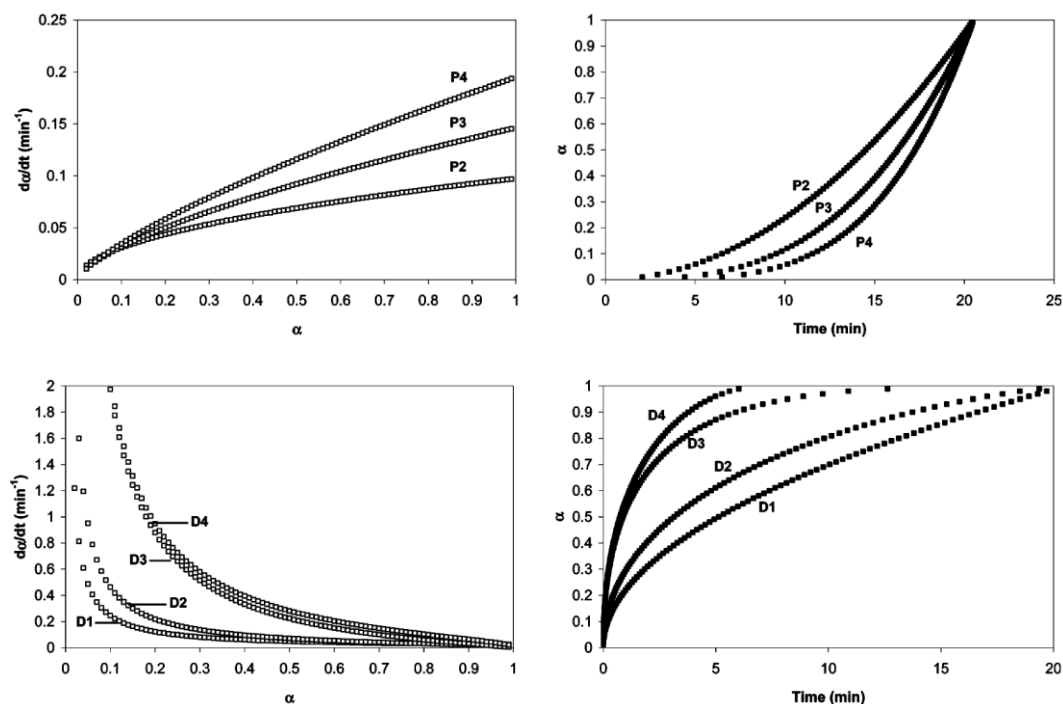 0.25
0.2
0.15
0.1
0.05
0
dα/dt (min⁻¹)
P4
P3
P2
0 0.1 0.2 0.3 0.4 0.5 0.6 0.7 0.8 0.9 1
α
1
0.9
0.8
0.7
0.6
0.5
0.4
0.3
0.2
0.1
0
α
P2
P3
P4
0 5 10 15 20 25
Time (min)
2
1.8
1.6
1.4
1.2
1
0.8
0.6
0.4
0.2
0
dα/dt (min⁻¹)
D4
D3
D2
D1
0 0.1 0.2 0.3 0.4 0.5 0.6 0.7 0.8 0.9 1
α
1
0.9
0.8
0.7
0.6
0.5
0.4
0.3
0.2
0.1
0
α
D4
D3
D2
D1
0 5 10 15 20
Time (min)